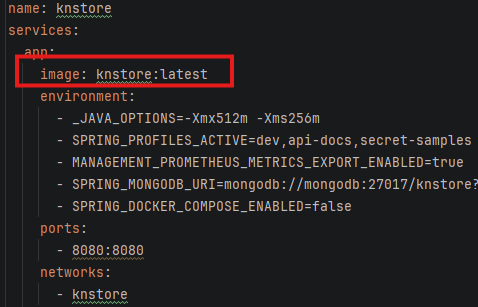 name: knstore
services:
app:
image: knstore:latest
environment:
- _JAVA_OPTIONS=-Xmx512m -Xms256m
- SPRING_PROFILES_ACTIVE=dev,api-docs,secret-samples
- MANAGEMENT_PROMETHEUS_METRICS_EXPORT_ENABLED=true
- SPRING_MONGODB_URI=mongodb://mongodb:27017/knstore?
- SPRING_DOCKER_COMPOSE_ENABLED=false
ports:
- 8080:8080
networks:
- knstore